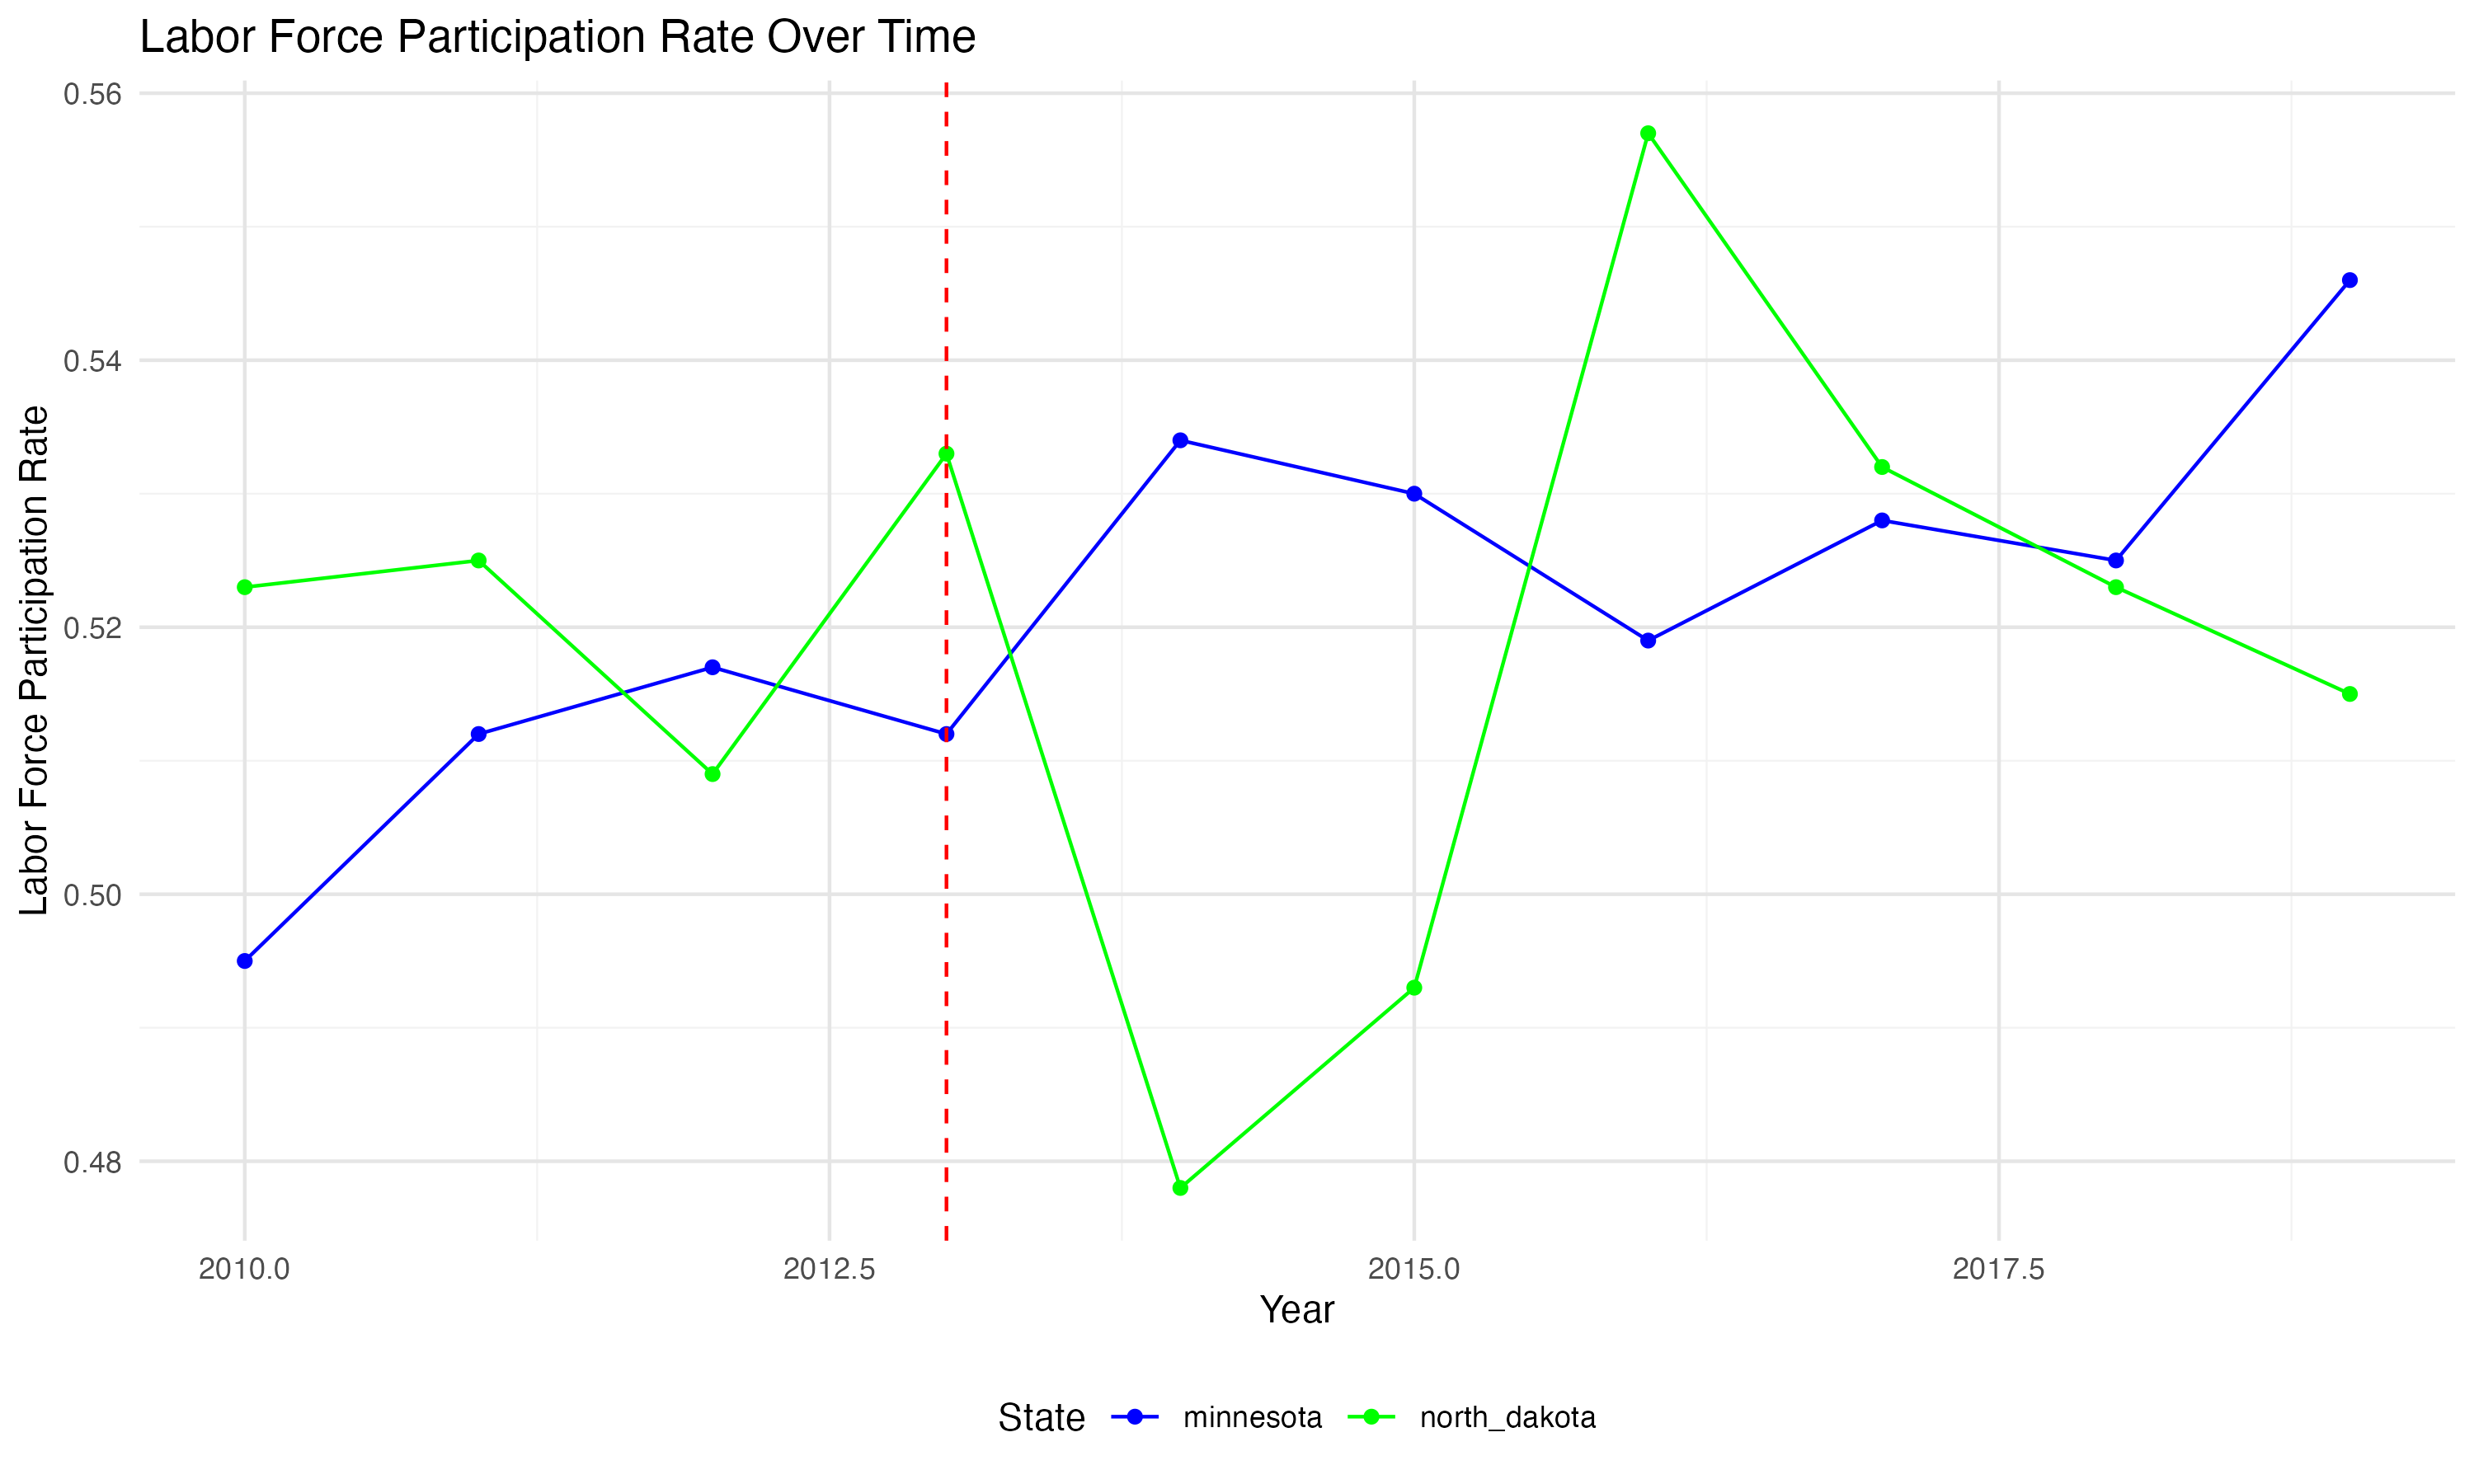 Labor Force Participation Rate Over Time
0.56
0.54
0.52
0.50
0.48
Labor Force Participation Rate
2010.0 2012.5 2015.0 2017.5
Year
State minnesota north_dakota